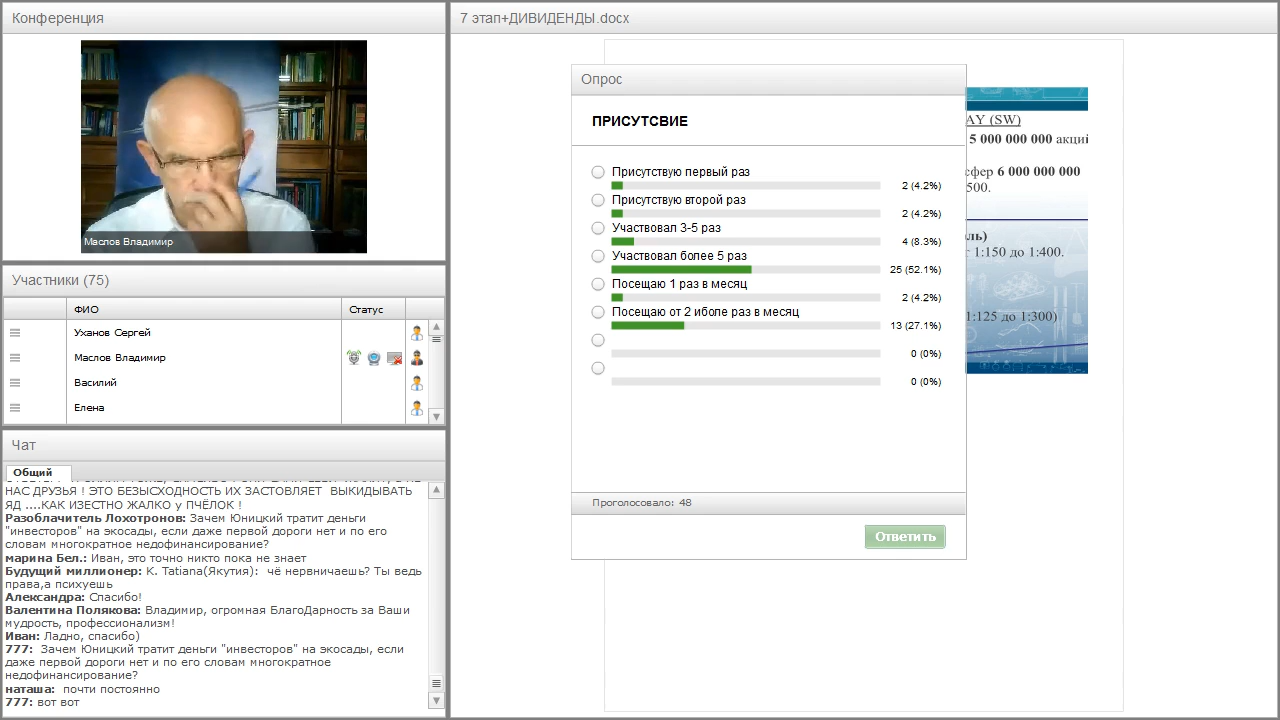 Конференция
Маслов Владимир
Участники (75)
ФИО
Статус
Уханов Сергей
Маслов Владимир
Василий
Елена
Чат
Общий
НАС ДРУЗЬЯ ! ЭТО БЕЗЫСХОДНОСТЬ ИХ ЗАСТОВЛЯЕТ ВЫКИДЫВАТЬ
ЯД ....КАК ИЗЕСТНО ЖАЛКО у ПЧЁЛОК !
Разоблачитель Лохотронов: Зачем Юницкий тратит деньги
"инвесторов" на экосады, если даже первой дороги нет и по его
словам многократное недофинансирование?
марина Бел.: Иван, это точно никто пока не знает
Будущий миллионер: К. Tatiana(Якутия): чё нервничаешь? Ты ведь
права,а психуешь
Александра: Спасибо!
Валентина Полякова: Владимир, огромная БлагоДарность за Ваши
мудрость, профессионализм!
Иван: Ладно, спасибо)
777: Зачем Юницкий тратит деньги "инвесторов" на экосады, если
даже первой дороги нет и по его словам многократное
недофинансирование?
наташа: почти постоянно
777: вот вот
7 этап+ДИВИДЕНДЫ.docx
Опрос
ПРИСУТСВИЕ
Присутствую первый раз
2 (4.2%)
Присутствую второй раз
2 (4.2%)
Участвовал 3-5 раз
4 (8.3%)
Участвовал более 5 раз
25 (52.1%)
Посещаю 1 раз в месяц
2 (4.2%)
Посещаю от 2 иболе раз в месяц
13 (27.1%)
0 (0%)
0 (0%)
Проголосовало: 48
Ответить
AY (SW)
5 000 000 000 акций
сфер 6 000 000 000
500.
ль)
с 1:150 до 1:400.
1:125 до 1:300)